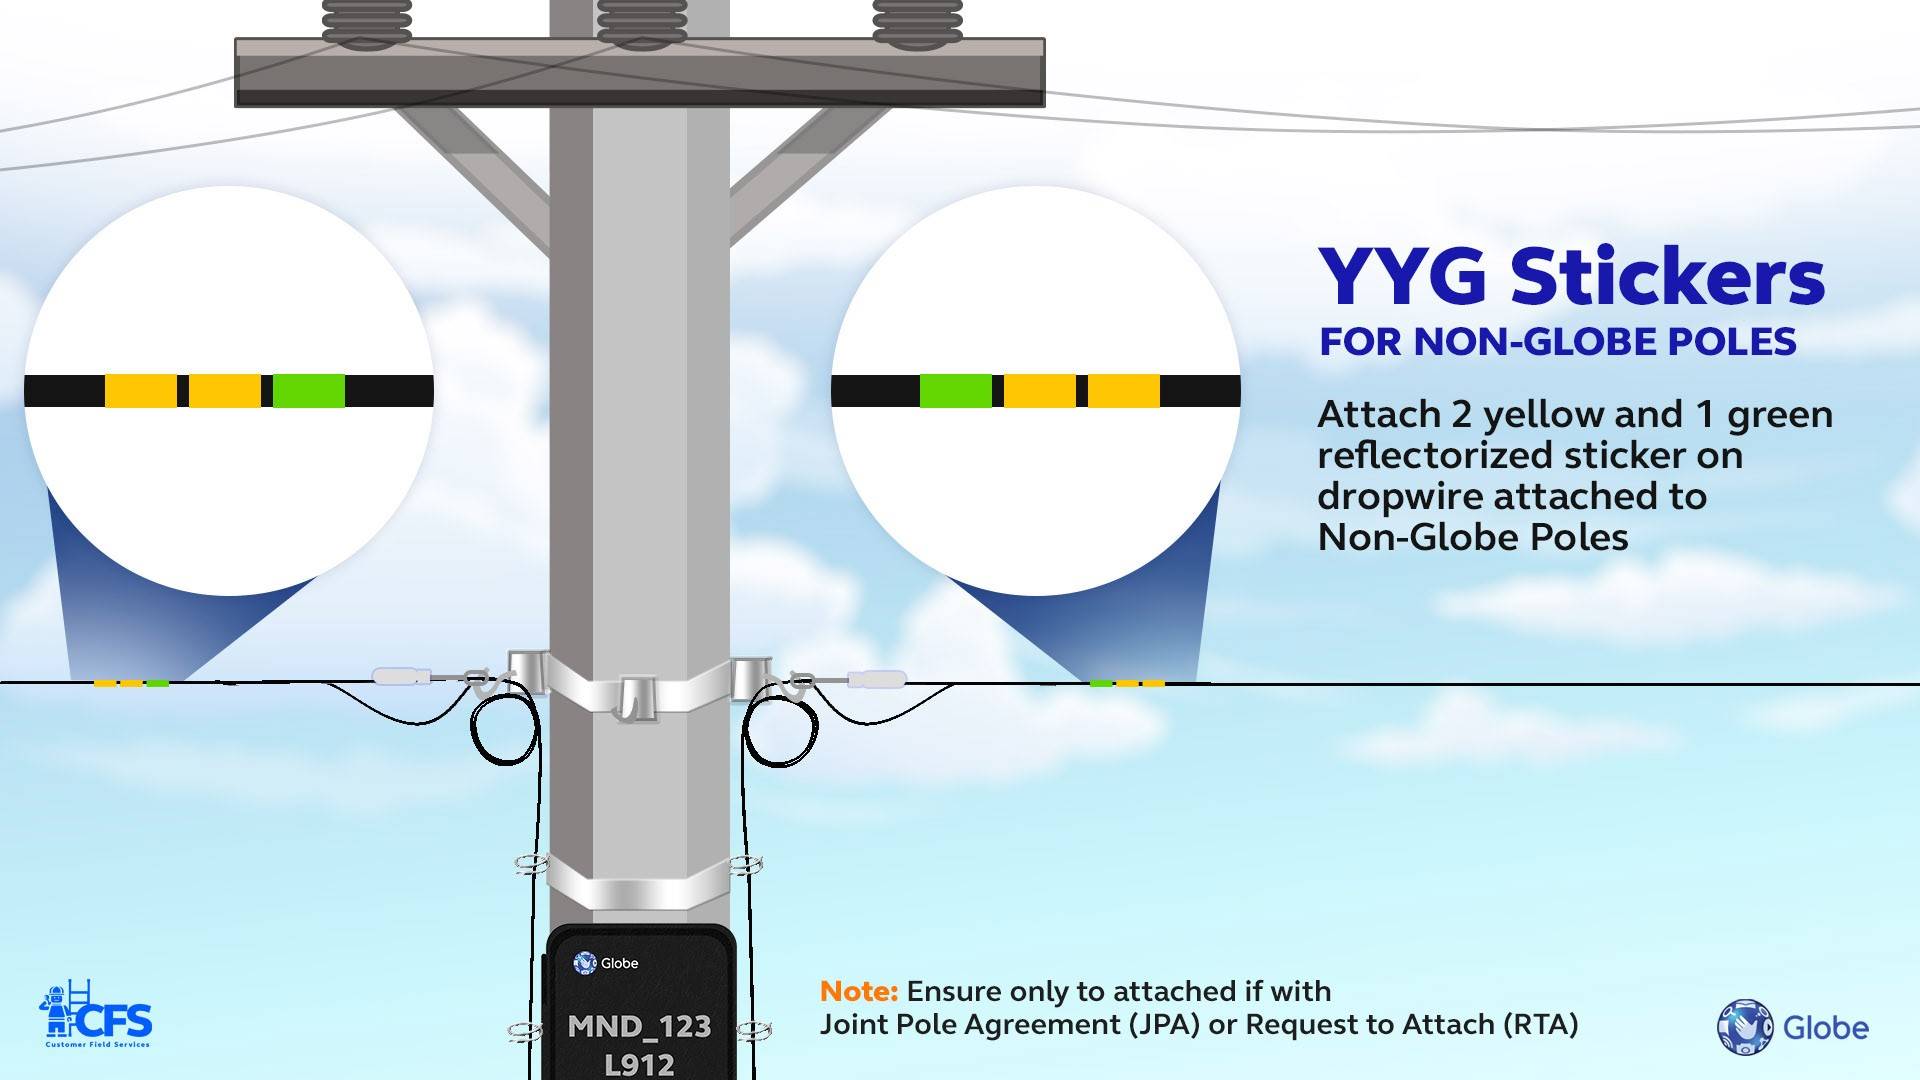 YYG Stickers
FOR NON-GLOBE POLES
Attach 2 yellow and 1 green
reflectorized sticker on
dropwire attached to
Non-Globe Poles
Globe
MND_123
L912
Note: Ensure only to attached if with
Joint Pole Agreement (JPA) or Request to Attach (RTA)
CFS
Customer Field Services
Globe